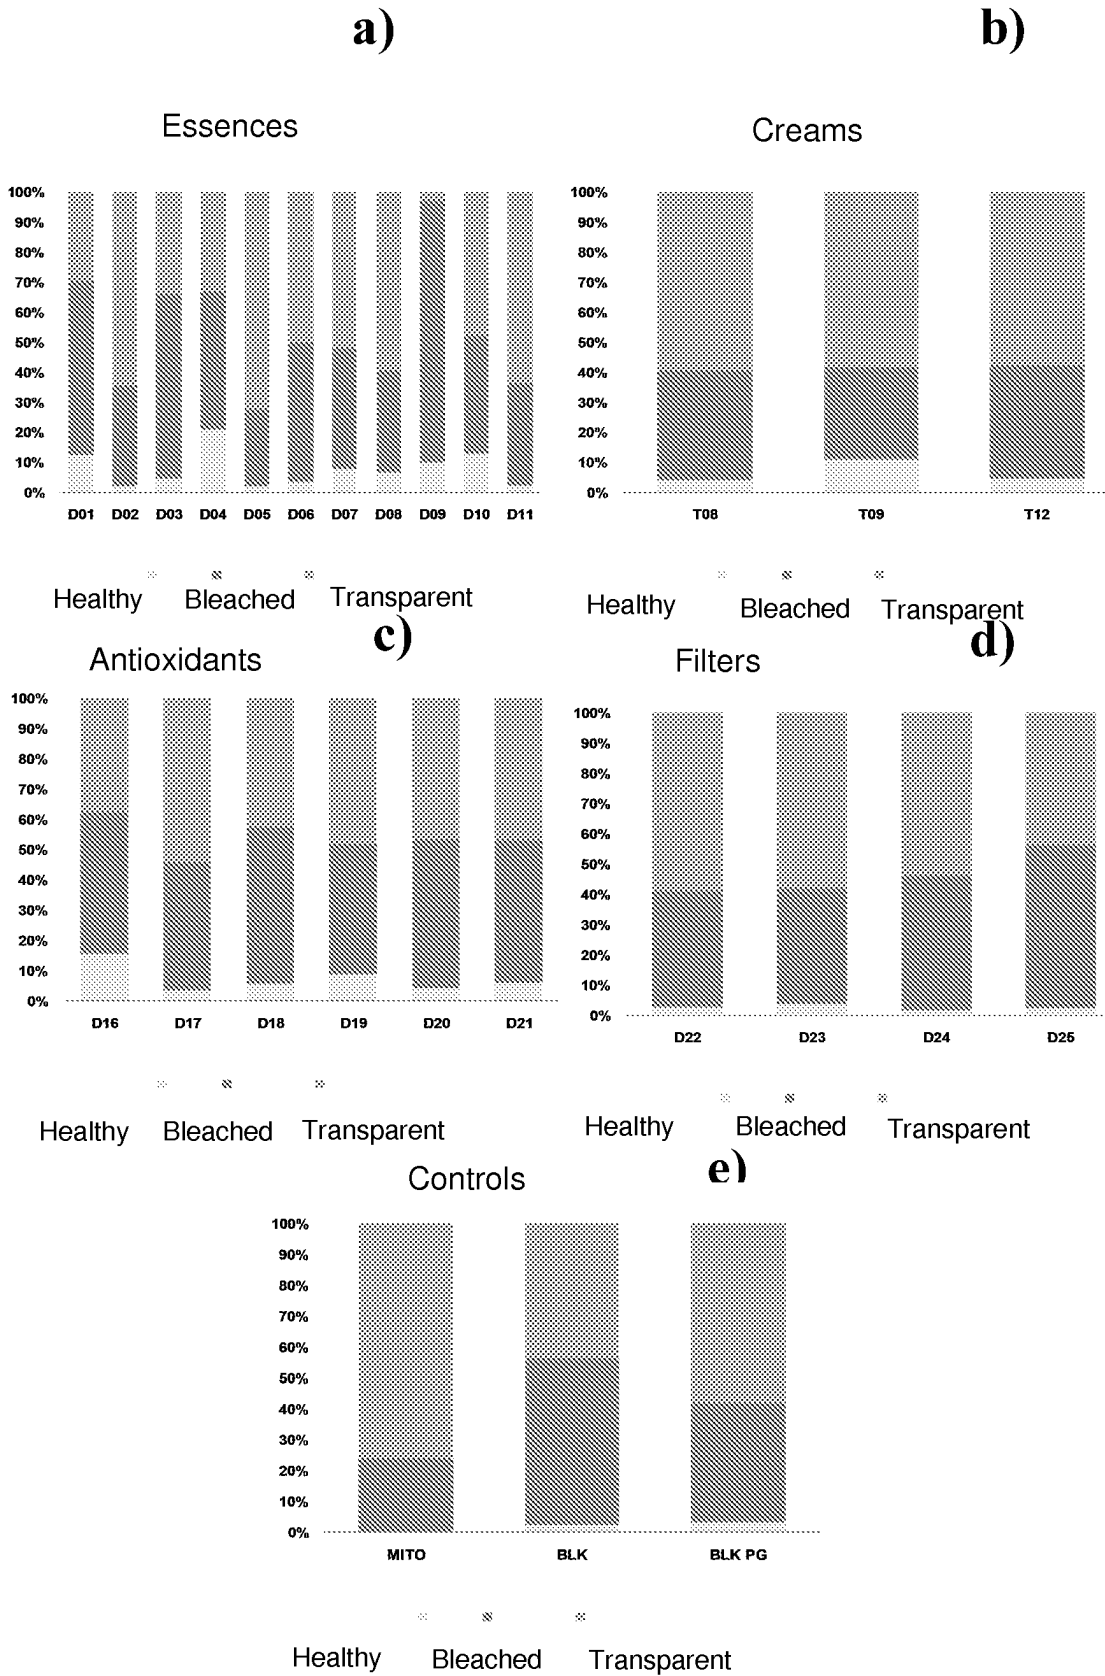 a)
b)
Essences
Creams
100%
90%
80%
70%
60%
50%
40%
30%
20%
10%
0%
D01 D02 D03 D04 D05 D06 D07 D08 D09 D10 D11
Healthy Bleached Transparent
100%
90%
80%
70%
60%
50%
40%
30%
20%
10%
0%
T08 T09 T12
Healthy Bleached Transparent
c)
Antioxidants
100%
90%
80%
70%
60%
50%
40%
30%
20%
10%
0%
D16 D17 D18 D19 D20 D21
Healthy Bleached Transparent
d)
Filters
100%
90%
80%
70%
60%
50%
40%
30%
20%
10%
0%
D22 D23 D24 D25
Healthy Bleached Transparent
e)
Controls
100%
90%
80%
70%
60%
50%
40%
30%
20%
10%
0%
MITO BLK BLK PG
Healthy Bleached Transparent